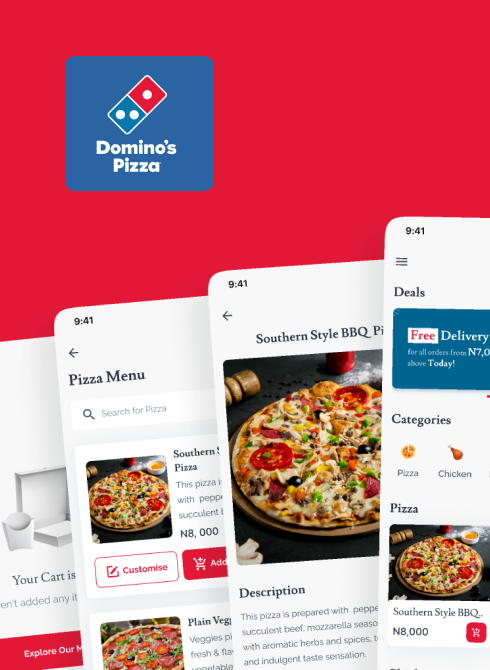 Domino's
Pizza
Your Cart is
any it
Explore Our M
9:41
Pizza Menu
Search for Pizza
Southern S
Pizza
This pizza i
with peppe
succulent b
N8, 000
Customise
Add
Plain Vegg
Veggies pi
fresh & fla
vegetable
9:41
Southern Style BBQ Pi
Description
This pizza is prepared with peppe
succulent beef, mozzarella seaso
with aromatic herbs and spices, t
and indulgent taste sensation.
9:41
Deals
Free Delivery
for all orders from N7,0
above Today!
Categories
Pizza
Chicken
Pizza
Southern Style BBQ..
N8,000